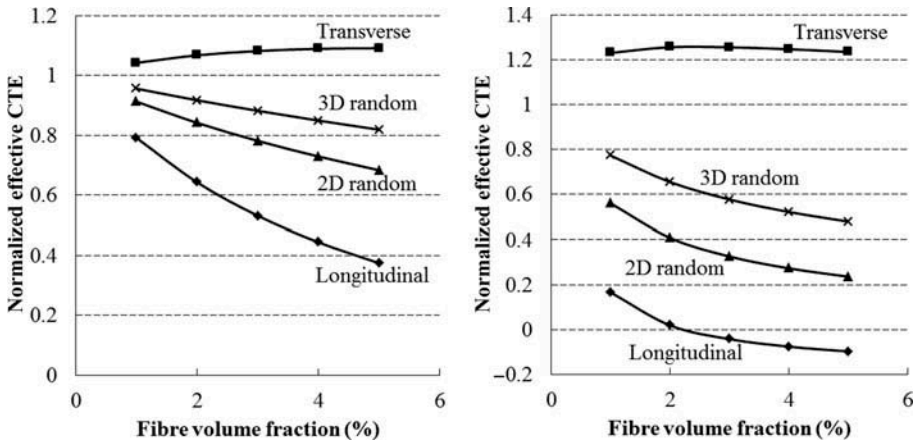 Normalized effective CTE
1.2
1
0.8
0.6
0.4
0.2
0
Transverse
3D random
2D random
Longitudinal
0
2
4
6
Fibre volume fraction (%)
Normalized effective CTE
1.4
1.2
1
0.8
0.6
0.4
0.2
0
−0.2
Transverse
3D random
2D random
Longitudinal
0
2
4
6
Fibre volume fraction (%)